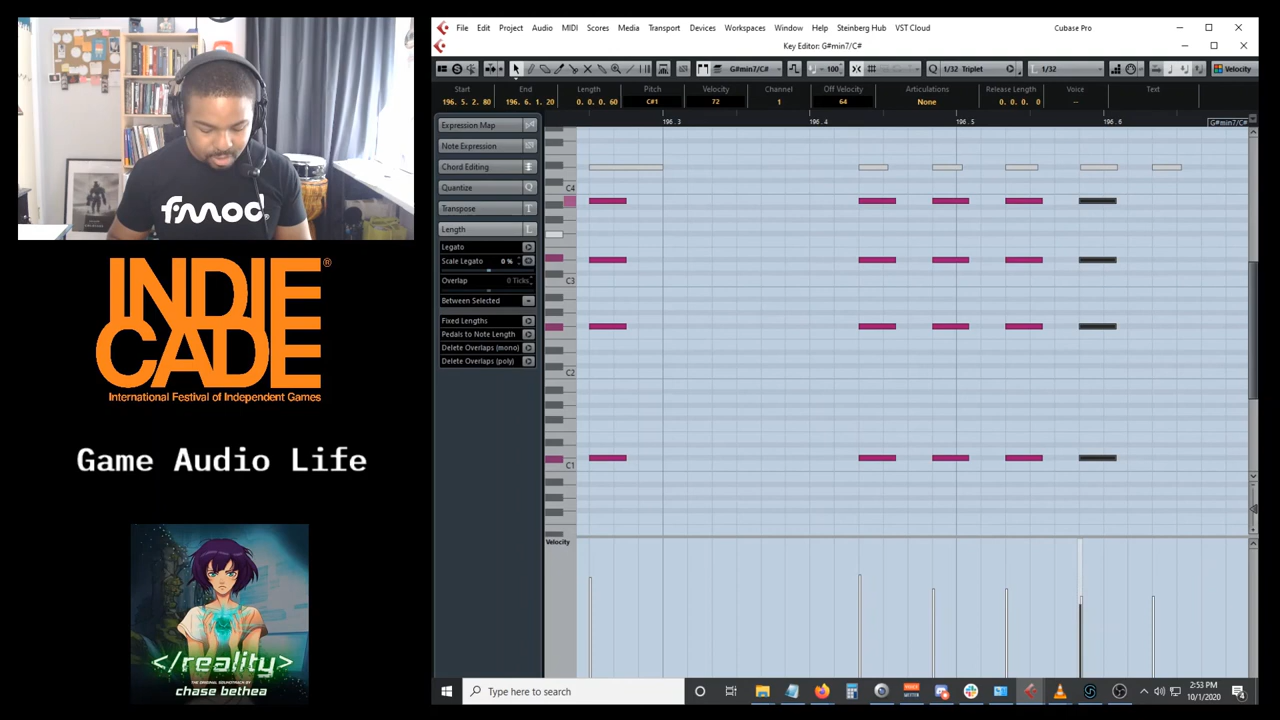 fmod
INDIE
CADE
International Festival of Independent Games
Game Audio Life
</reality>
THE ORIGINAL SOUNDTRACK BY
chase bethea
File Edit Project Audio MIDI Scores Media Transport Devices Workspaces Window Help Steinberg Hub VST Cloud Cubase Pro
Key Editor: G#min7/C#
100 G#min7/C# 1/32 Triplet 1/32 Velocity
Start End Length Pitch Velocity Channel Off Velocity Articulations Release Length Voice Text
196. 5. 2. 80 196. 6. 1. 20 0. 0. 0. 60 C#1 72 1 64 None 0. 0. 0. 0
196.3 196.4 196.5 196.6 G#min7/C#
Expression Map
Note Expression
Chord Editing
Quantize
Transpose
Length
Legato
Scale Legato 0 %
Overlap 0 Ticks
Between Selected
Fixed Lengths
Pedals to Note Length
Delete Overlaps (mono)
Delete Overlaps (poly)
C4
C3
C2
C1
Velocity
Type here to search
2:53 PM
10/1/2020
4